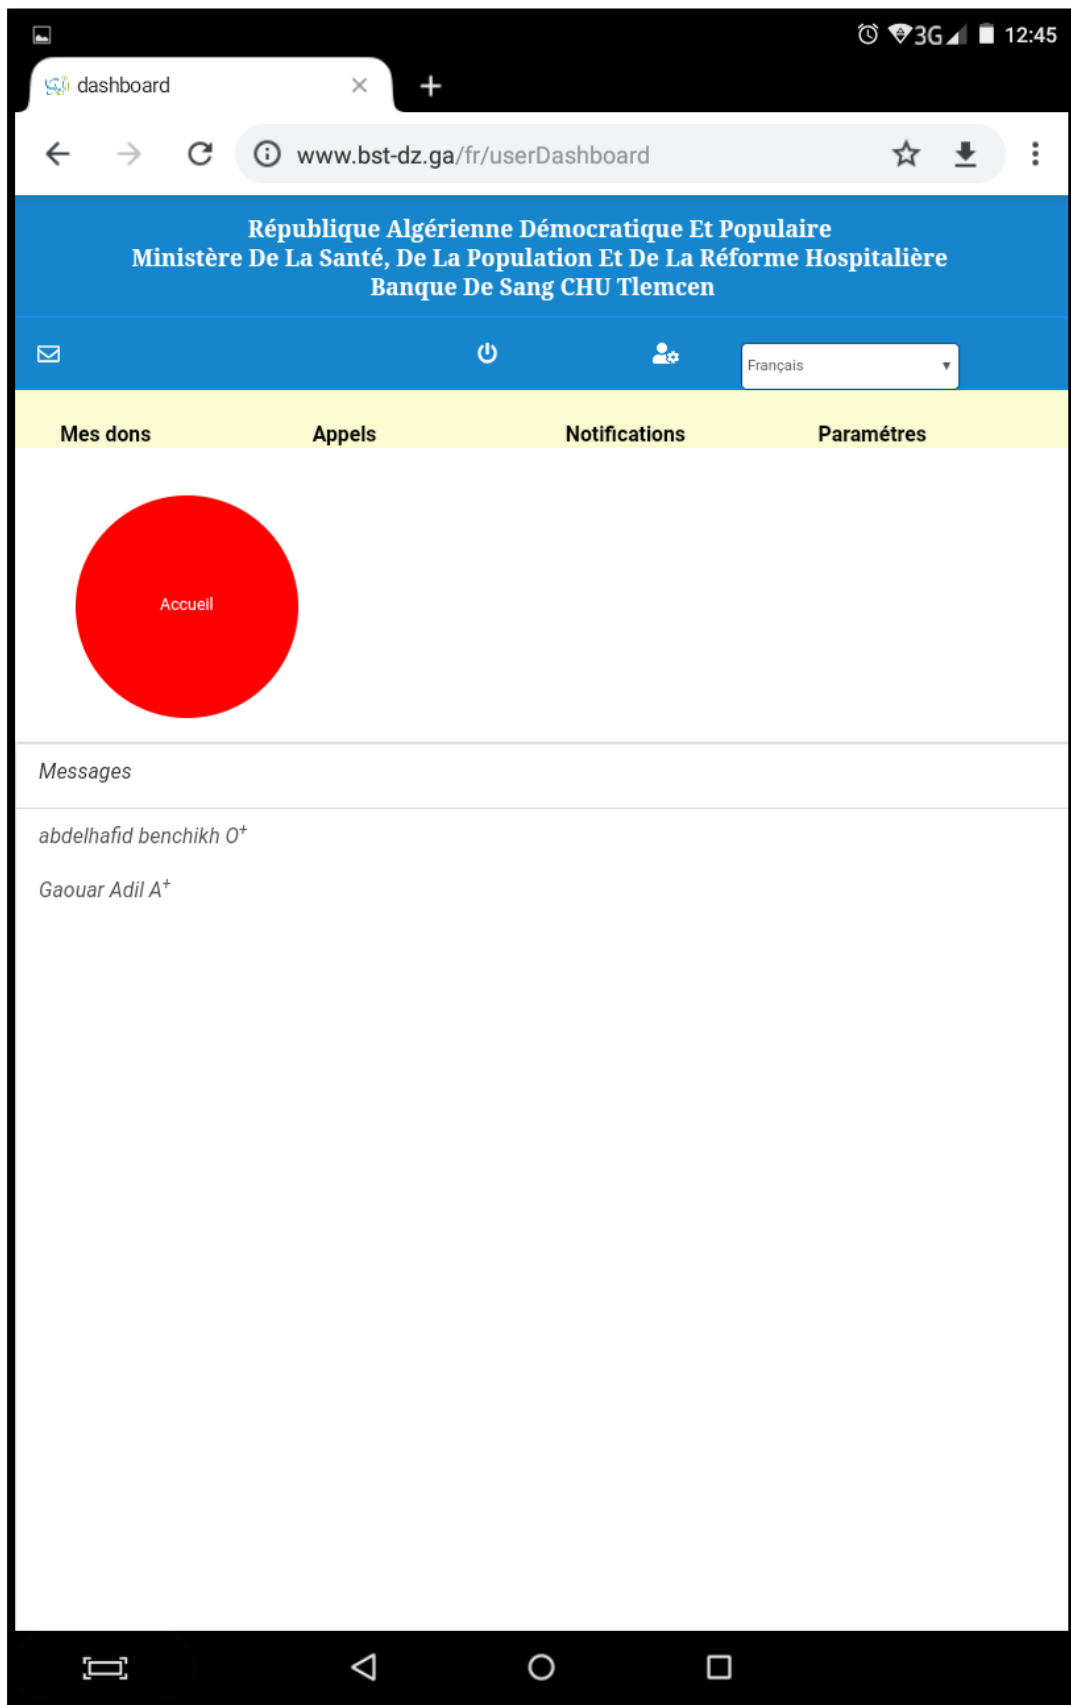 3G 12:45
dashboard
www.bst-dz.ga/fr/userDashboard
République Algérienne Démocratique Et Populaire
Ministère De La Santé, De La Population Et De La Réforme Hospitalière
Banque De Sang CHU Tlemcen
Français
Mes dons Appels Notifications Paramétres
Accueil
Messages
abdelhafid benchikh O+
Gaouar Adil A+